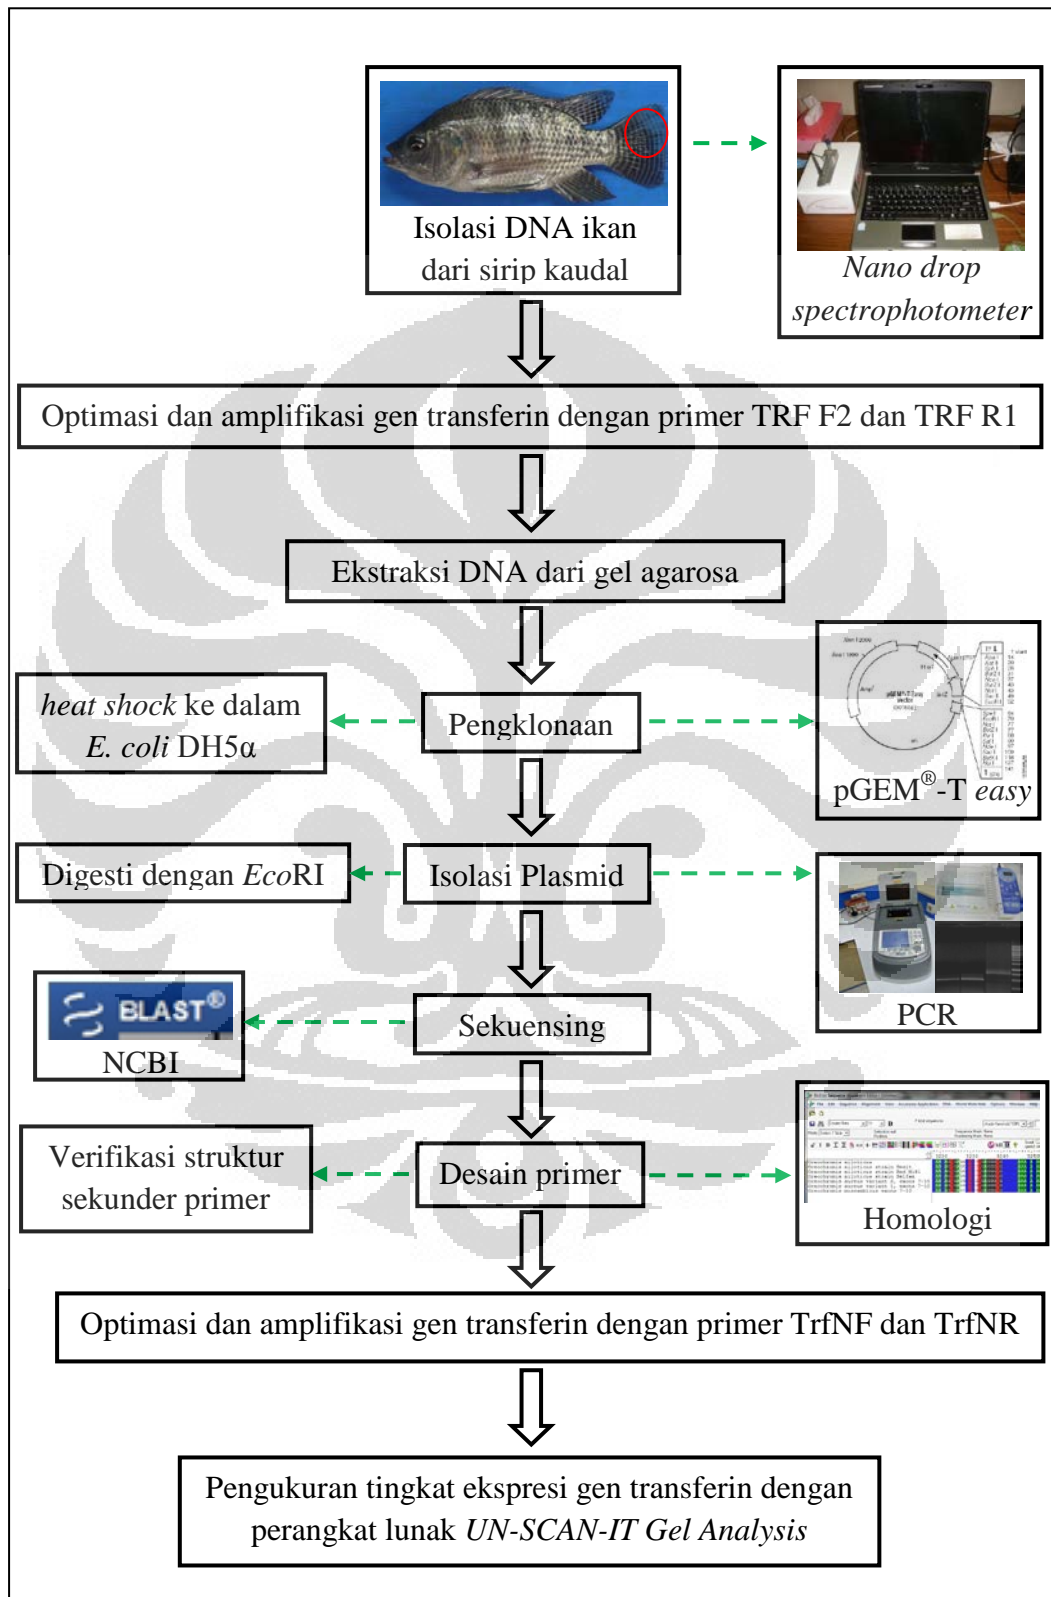 Isolasi DNA ikan
dari sirip kaudal
Nano drop
spectrophotometer
Optimasi dan amplifikasi gen transferin dengan primer TRF F2 dan TRF R1
Ekstraksi DNA dari gel agarosa
heat shock ke dalam
E. coli DH5α
Pengklonaan
pGEM®-T easy
Digesti dengan EcoRI
Isolasi Plasmid
PCR
BLAST®
NCBI
Sekuensing
Verifikasi struktur
sekunder primer
Desain primer
Homologi
Optimasi dan amplifikasi gen transferin dengan primer TrfNF dan TrfNR
Pengukuran tingkat ekspresi gen transferin dengan
perangkat lunak UN-SCAN-IT Gel Analysis